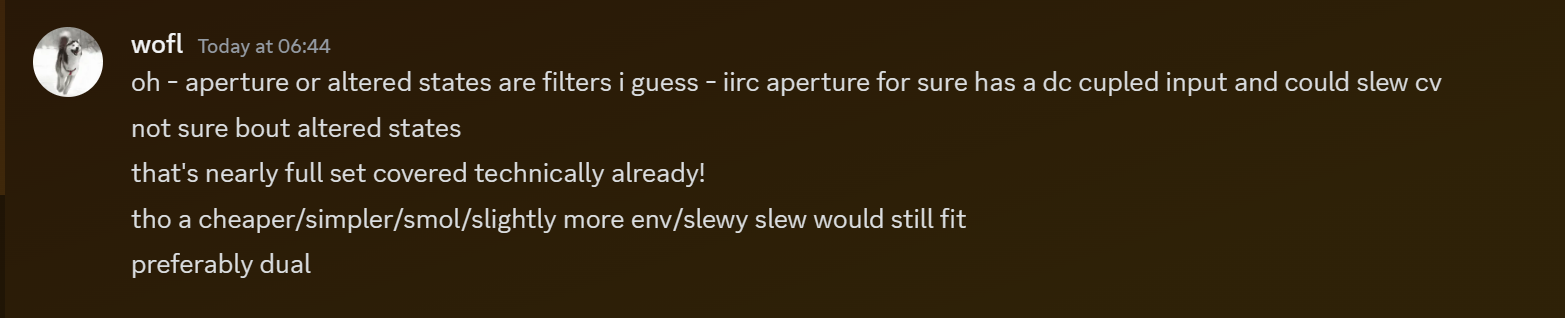 wofl Today at 06:44
oh - aperture or altered states are filters i guess - iirc aperture for sure has a dc cupled input and could slew cv
not sure bout altered states
that's nearly full set covered technically already!
tho a cheaper/simpler/smol/slightly more env/slewy slew would still fit
preferably dual